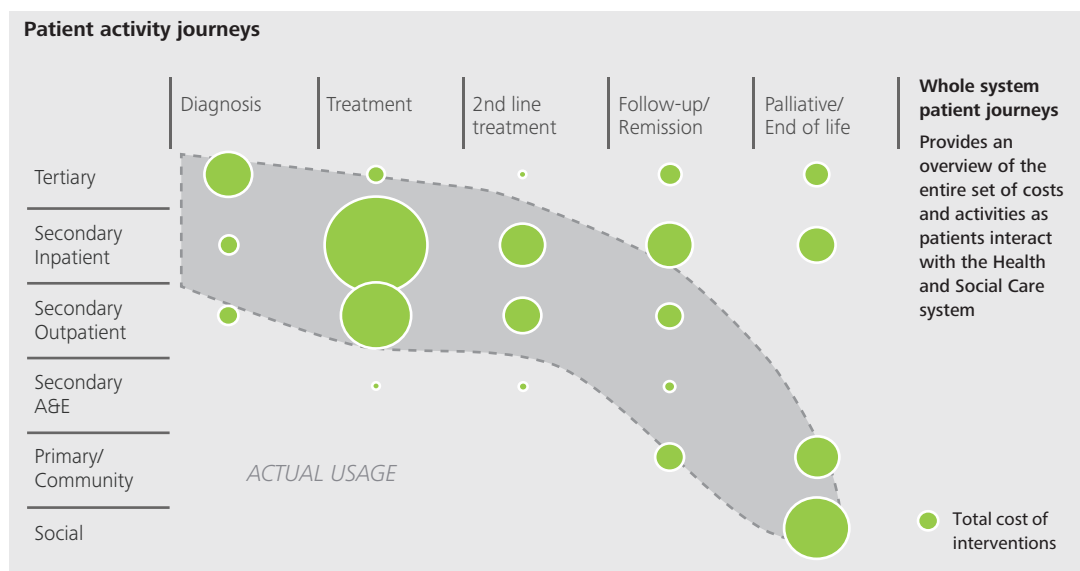 Patient activity journeys
Diagnosis
Treatment
2nd line
treatment
Follow-up/
Remission
Palliative/
End of life
Whole system
patient journeys
Provides an
overview of the
entire set of costs
and activities as
patients interact
with the Health
and Social Care
system
Tertiary
Secondary
Inpatient
Secondary
Outpatient
Secondary
A&E
Primary/
Community
Social
ACTUAL USAGE
Total cost of
interventions